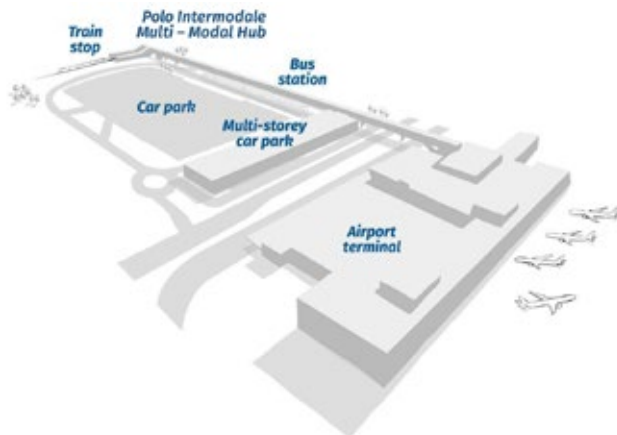 Polo Intermodale
Multi – Modal Hub
Train
stop
Bus
station
Car park
Multi-storey
car park
Airport
terminal